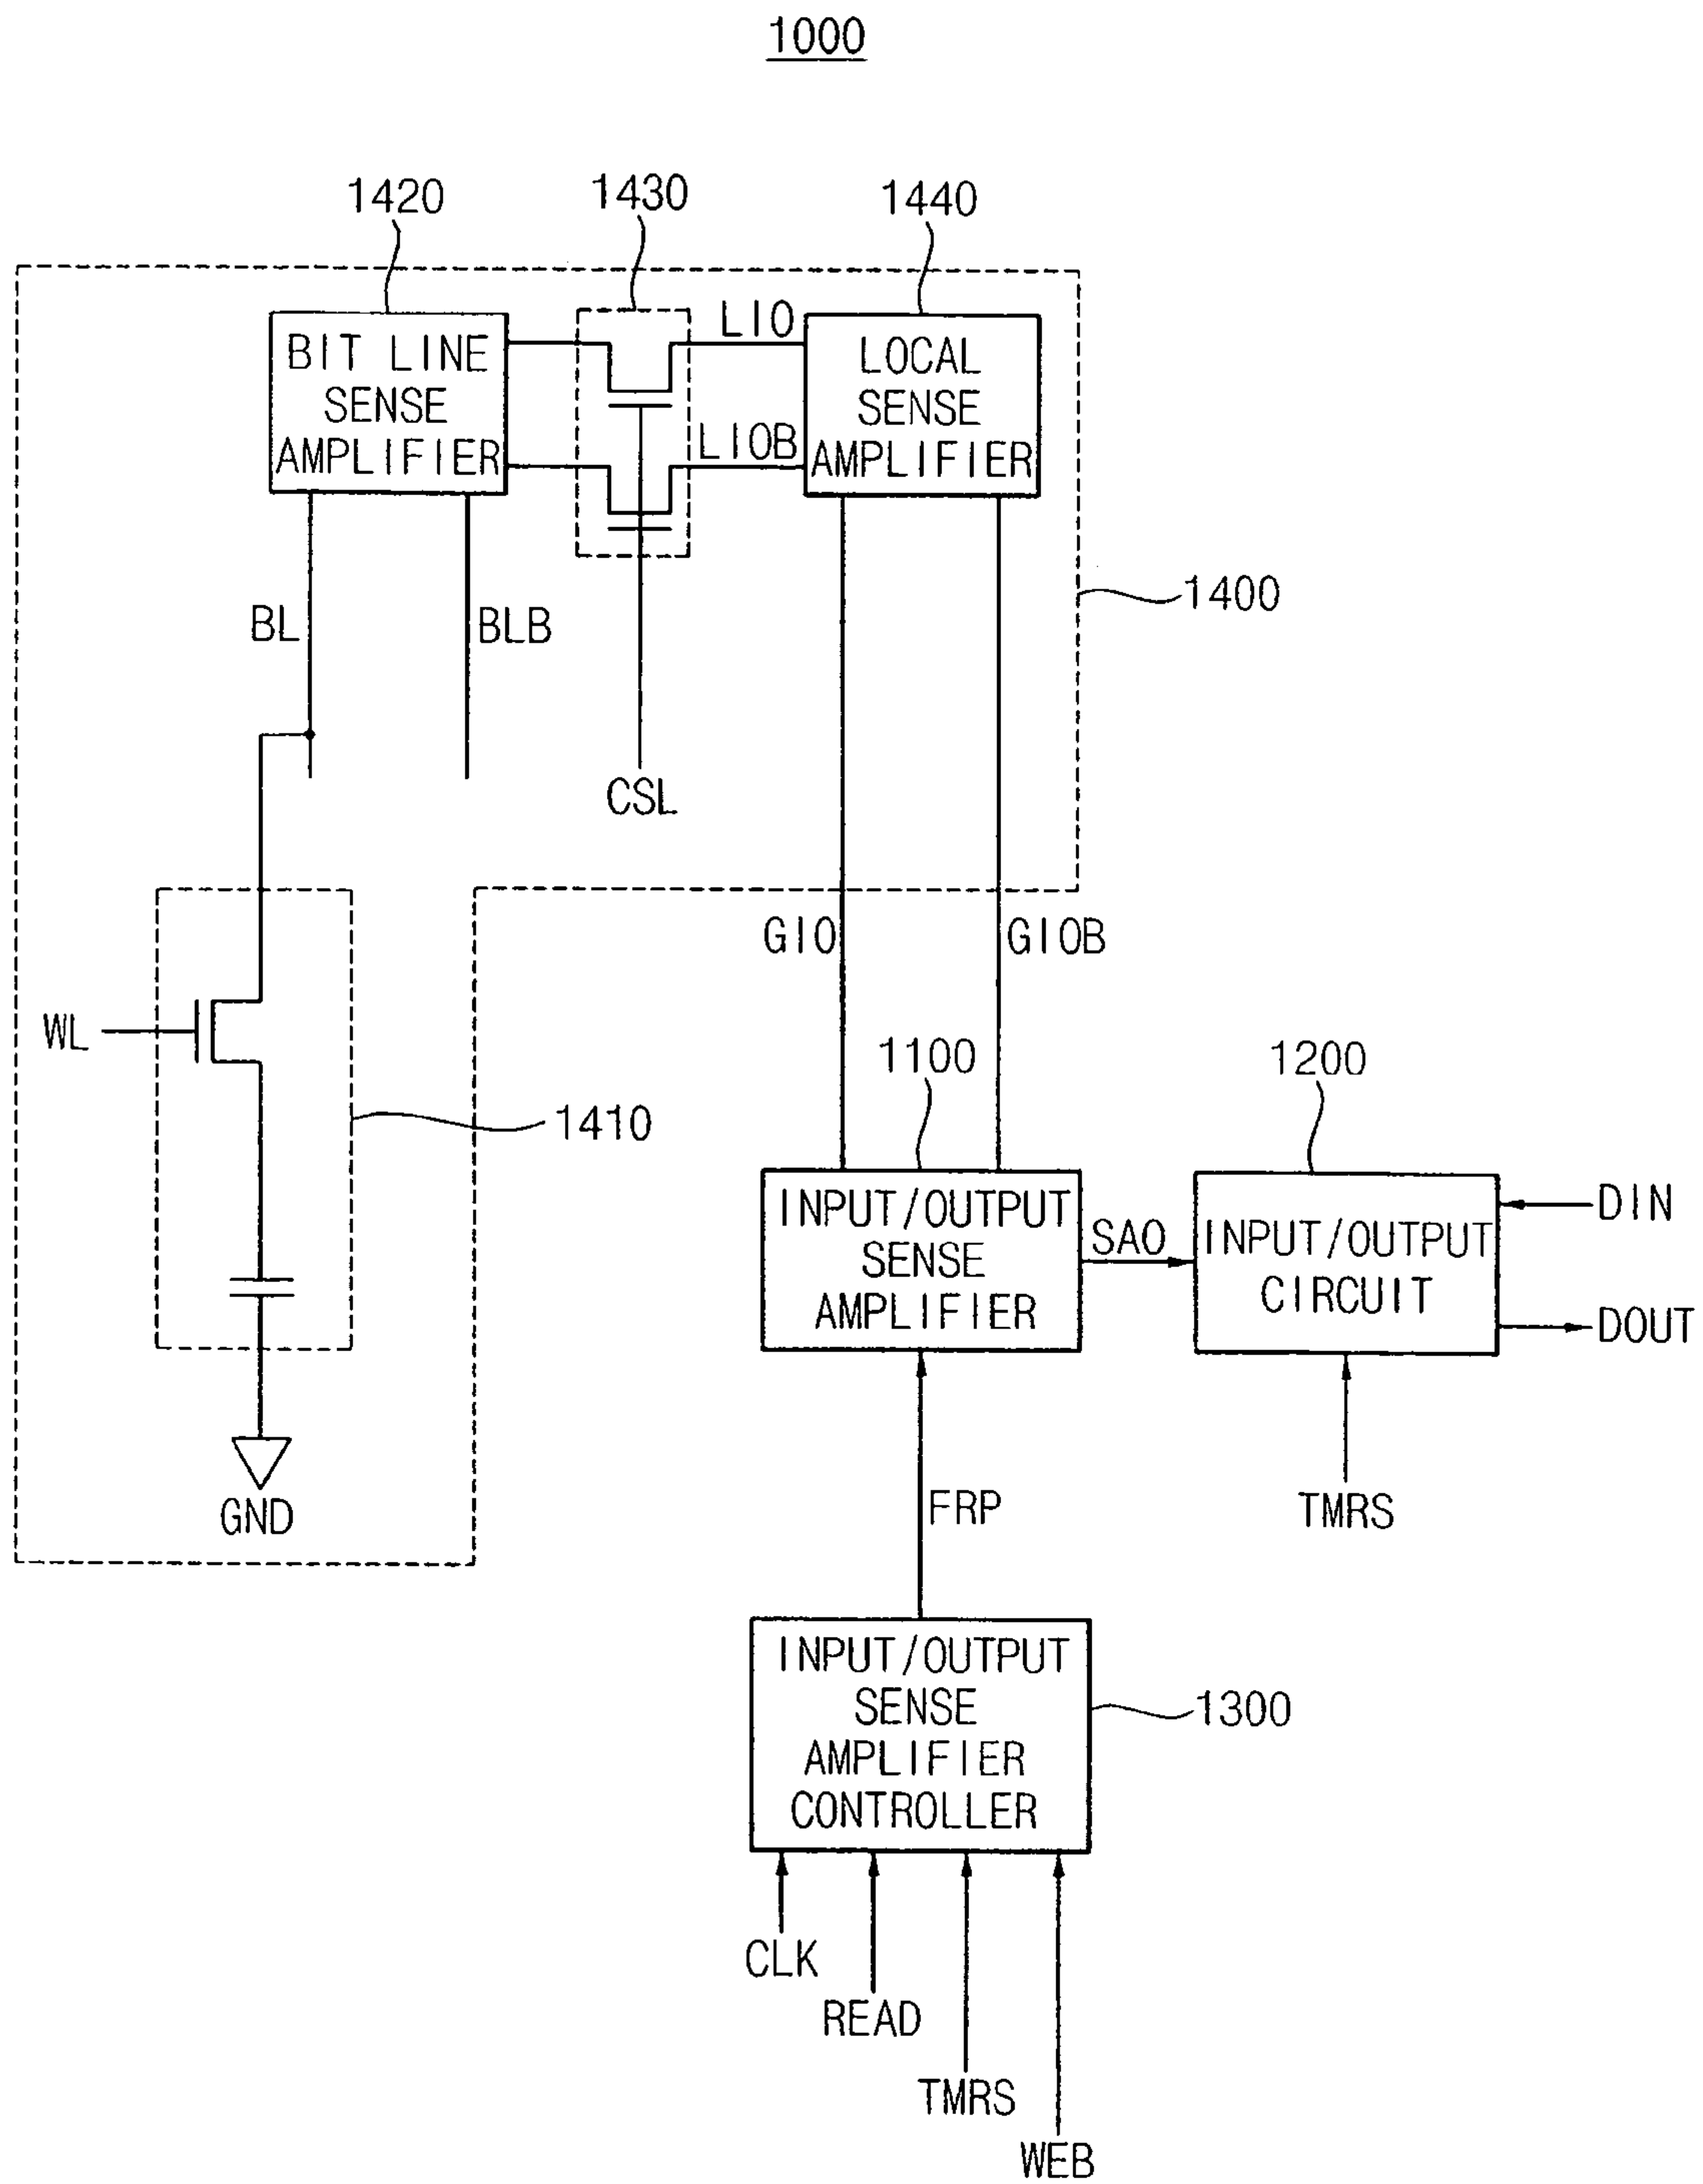 1000
1420
1430
1440
BIT LINE
SENSE
AMPLIFIER
LIO
LIOB
LOCAL
SENSE
AMPLIFIER
1400
BL
BLB
CSL
GIO
GIOB
WL
1410
1100
1200
INPUT/OUTPUT
SENSE
AMPLIFIER
SAO
INPUT/OUTPUT
CIRCUIT
DIN
DOUT
GND
FRP
TMRS
INPUT/OUTPUT
SENSE
AMPLIFIER
CONTROLLER
1300
CLK
READ
TMRS
WEB